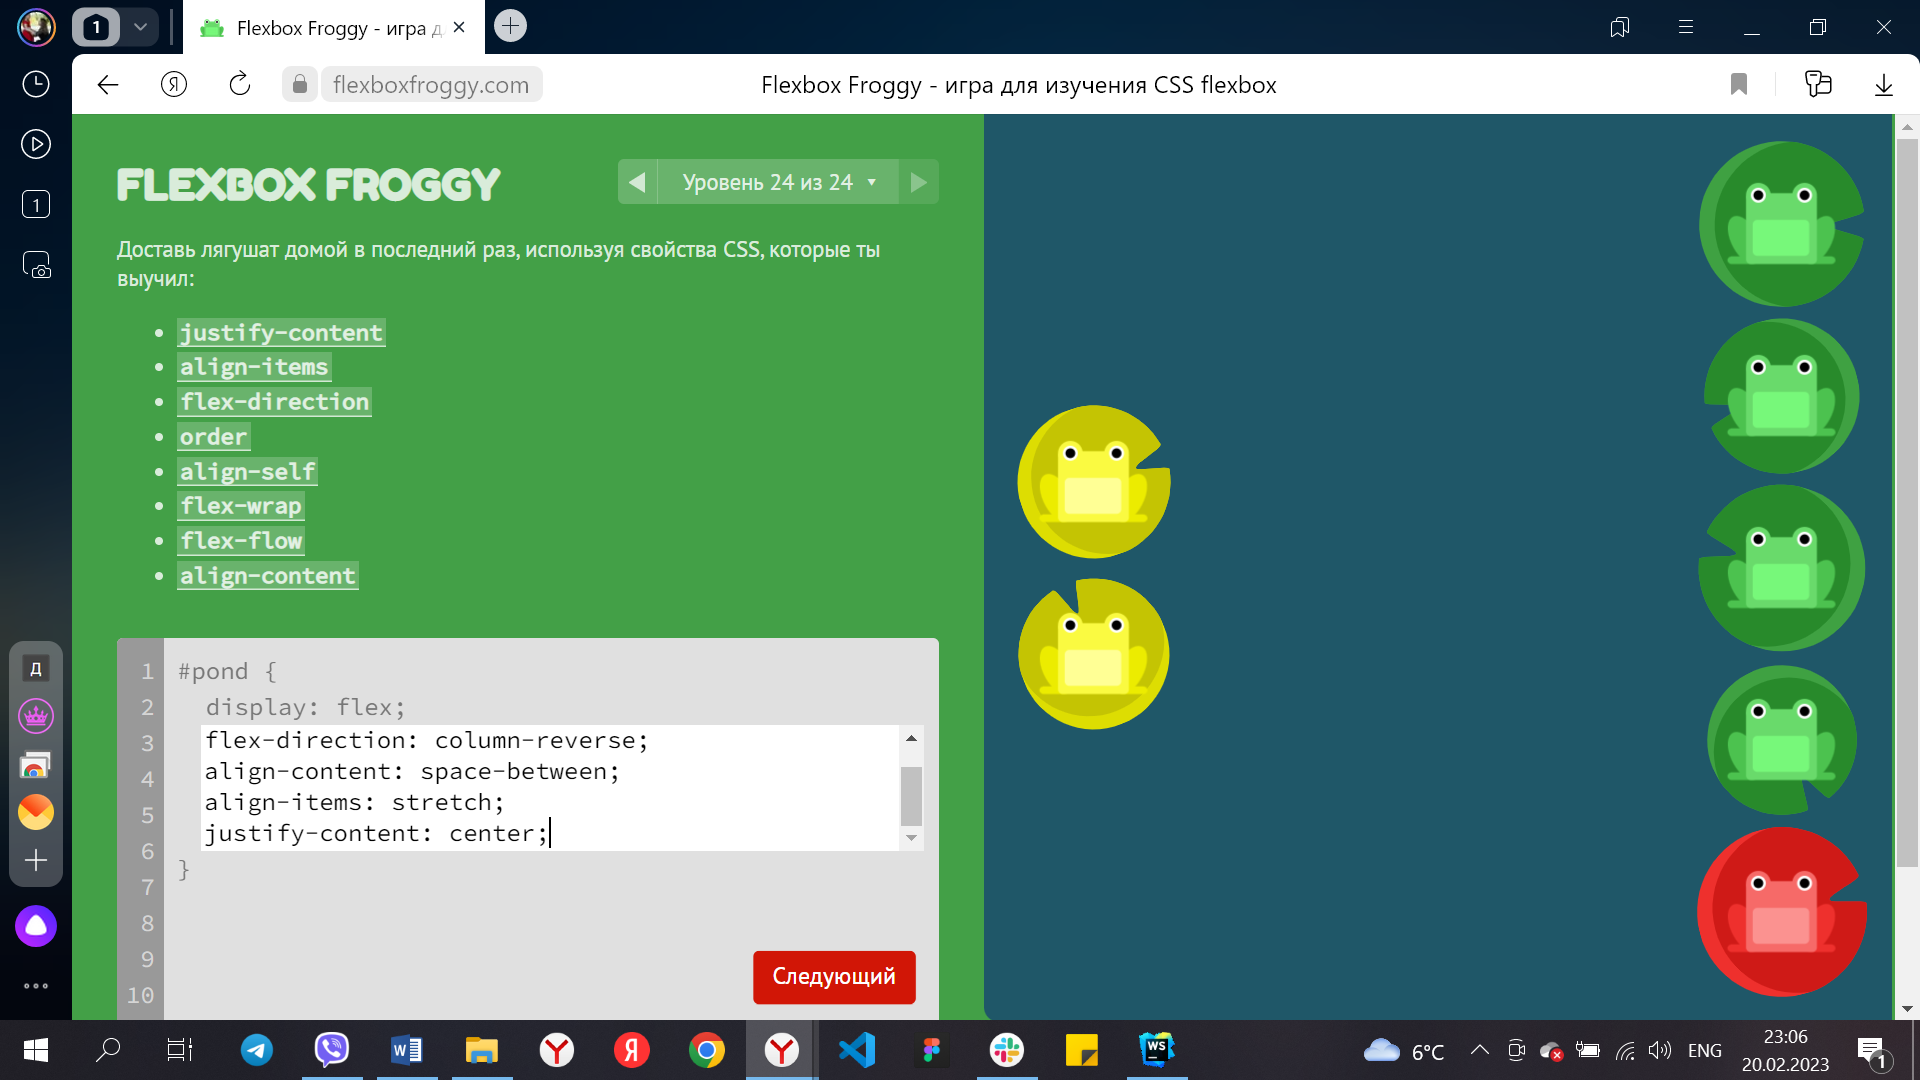 1
Flexbox Froggy - игра д
flexboxfroggy.com
Flexbox Froggy - игра для изучения CSS flexbox
1
FLEXBOX FROGGY
Уровень 24 из 24
Доставь лягушат домой в последний раз, используя свойства CSS, которые ты
выучил:
justify-content
align-items
flex-direction
order
align-self
flex-wrap
flex-flow
align-content
Д
1 #pond {
2 display: flex;
3 flex-direction: column-reverse;
4 align-content: space-between;
5 align-items: stretch;
6 justify-content: center;
7 }
8
9
10
Следующий
W
Я
WS
6°C
ENG
23:06
20.02.2023
1